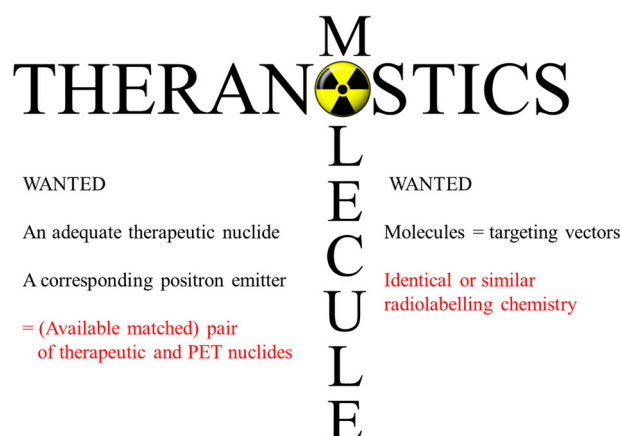 M
THERANOSTICS
L
E
C
U
L
E
WANTED
An adequate therapeutic nuclide
A corresponding positron emitter
= (Available matched) pair
of therapeutic and PET nuclides
WANTED
Molecules = targeting vectors
Identical or similar
radiolabelling chemistry